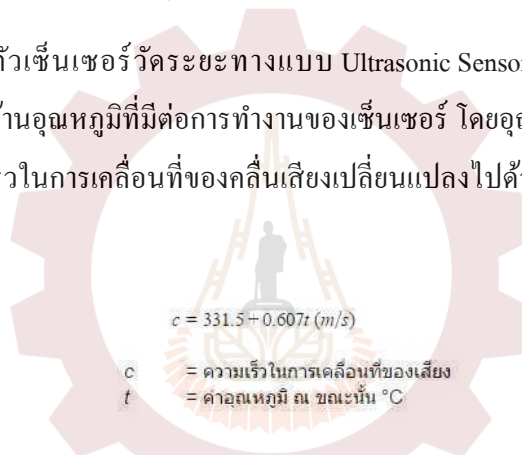 ตัวเซ็นเซอร์วัดระยะทางแบบ Ultrasonic Sensor
ด้านอุณหภูมิที่มีต่อการทำงานของเซ็นเซอร์ โดยอุณ
ในการเคลื่อนที่ของคลื่นเสียงเปลี่ยนแปลงไปด้ว
c = 331.5 + 0.607t (m/s)
c = ความเร็วในการเคลื่อนที่ของเสียง
t = ค่าอุณหภูมิ ณ ขณะนั้น °C